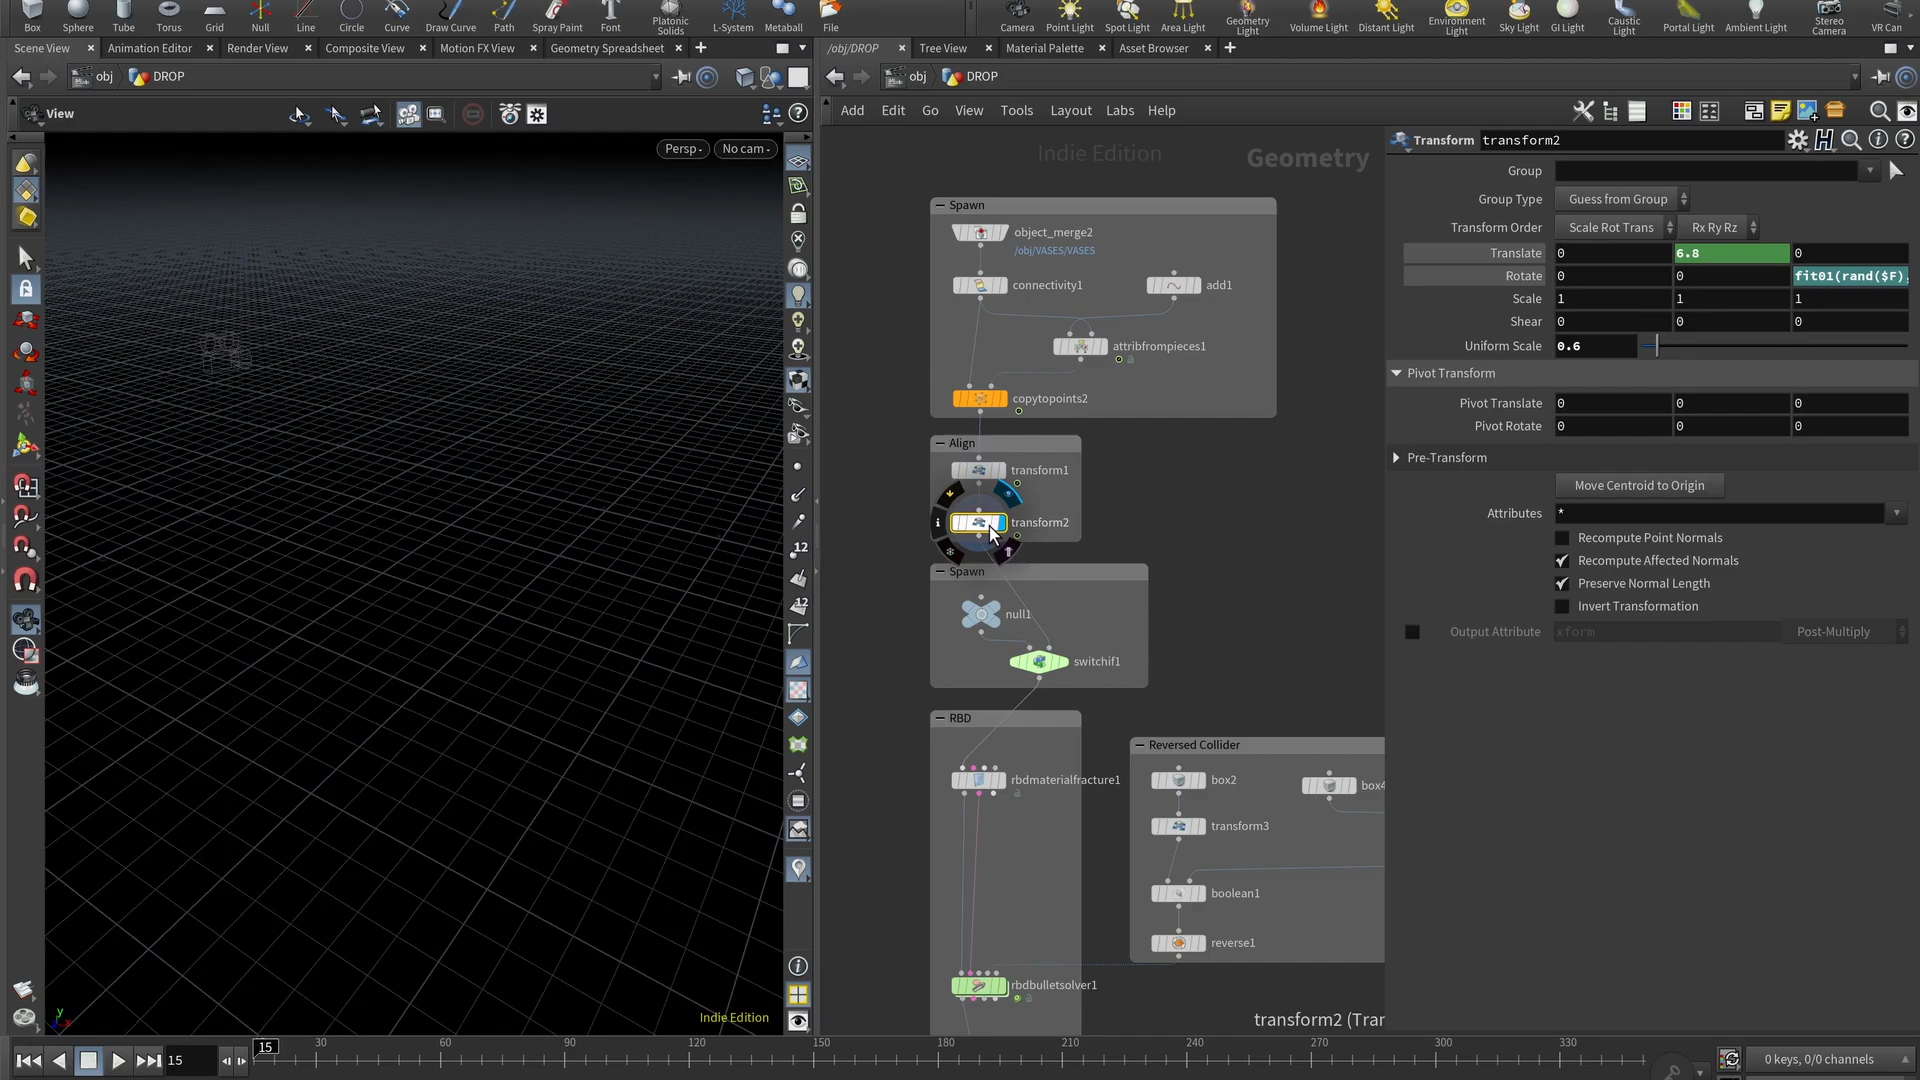 Box Sphere Tube Torus Grid Null Line Circle Curve Draw Curve Path Spray Paint Font Platonic Solids L-System Metaball File
Camera Point Light Spot Light Area Light Geometry Light Volume Light Distant Light Environment Light Sky Light GI Light Caustic Light Portal Light Ambient Light Stereo Camera VR Can
Scene View Animation Editor Render View Composite View Motion FX View Geometry Spreadsheet
/obj/DROP Tree View Material Palette Asset Browser
obj DROP
obj DROP
View
Add Edit Go View Tools Layout Labs Help
Persp No cam
Indie Edition Geometry
Spawn
object_merge2
/obj/VASES/VASES
connectivity1
add1
attribfrompieces1
copytopoints2
Align
transform1
transform2
Spawn
null1
switchif1
RBD
rbdmaterialfracture1
rbdbulletsolver1
Reversed Collider
box2
box4
transform3
boolean1
reverse1
transform2 (Tran
Transform transform2
Group
Group Type Guess from Group
Transform Order Scale Rot Trans Rx Ry Rz
Translate 0 6.8 0
Rotate 0 0 fit01(rand($F),
Scale 1 1 1
Shear 0 0 0
Uniform Scale 0.6
Pivot Transform
Pivot Translate 0 0 0
Pivot Rotate 0 0 0
Pre-Transform
Move Centroid to Origin
Attributes *
Recompute Point Normals
Recompute Affected Normals
Preserve Normal Length
Invert Transformation
Output Attribute xform Post-Multiply
12
12
y
x
Indie Edition
15
15 30 60 90 120 150 180 210 240 270 300 330
0 keys, 0/0 channels